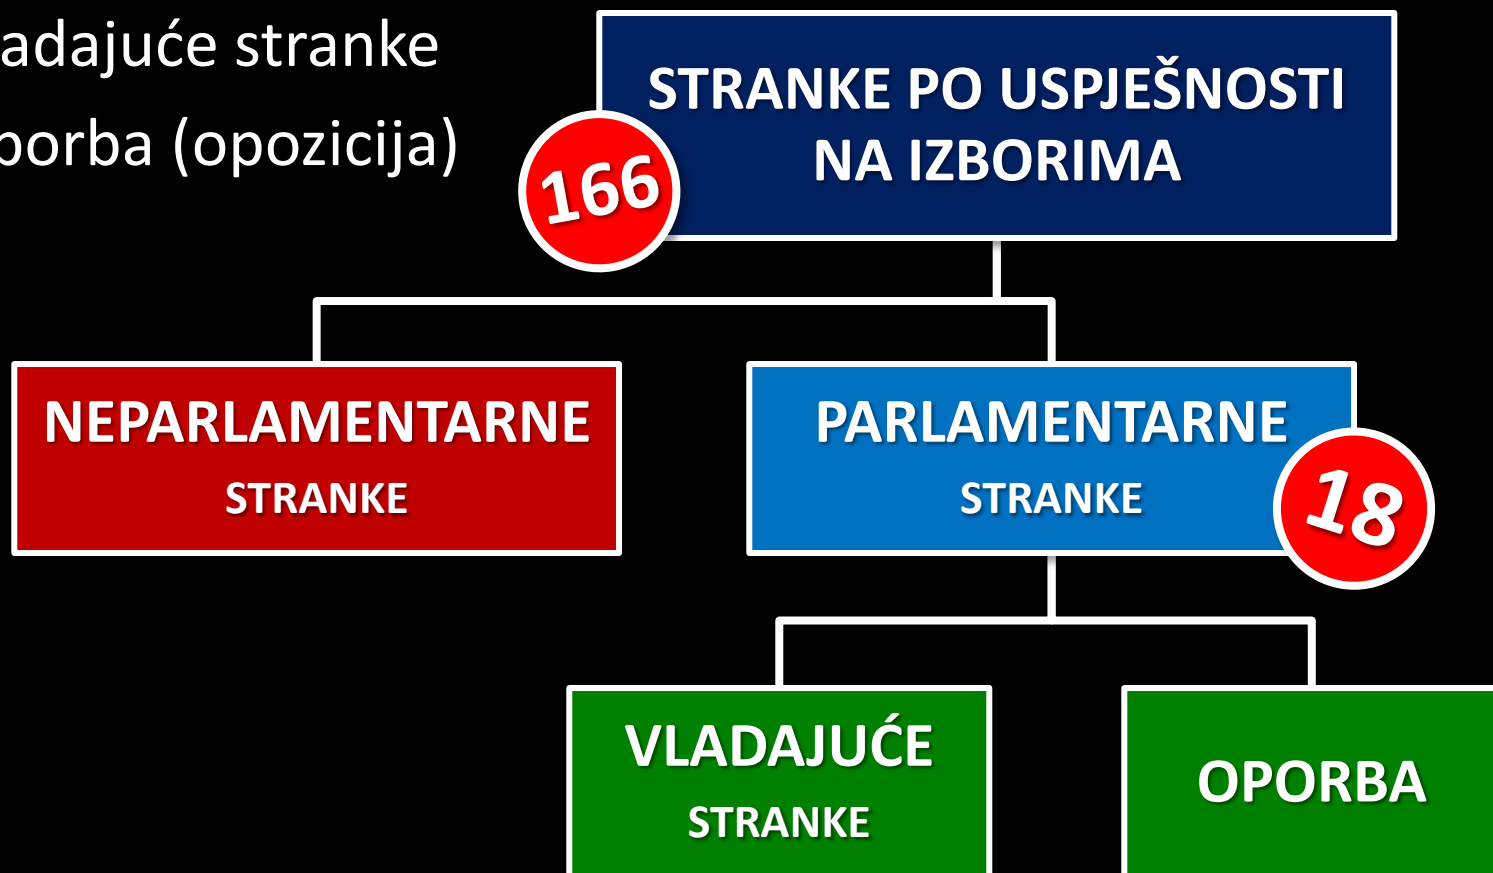 adajuće stranke
porba (opozicija)
STRANKE PO USPJEŠNOSTI
NA IZBORIMA
166
NEPARLAMENTARNE
STRANKE
PARLAMENTARNE
STRANKE
18
VLADAJUĆE
STRANKE
OPORBA